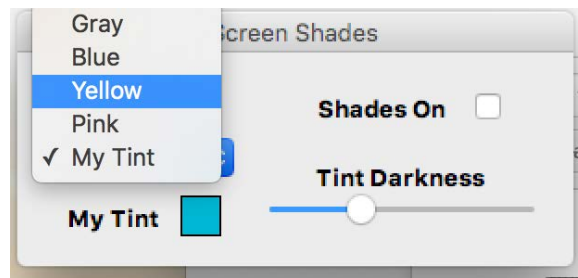 Screen Shades
Gray
Blue
Yellow
Pink
✓ My Tint
Shades On
Tint Darkness
My Tint